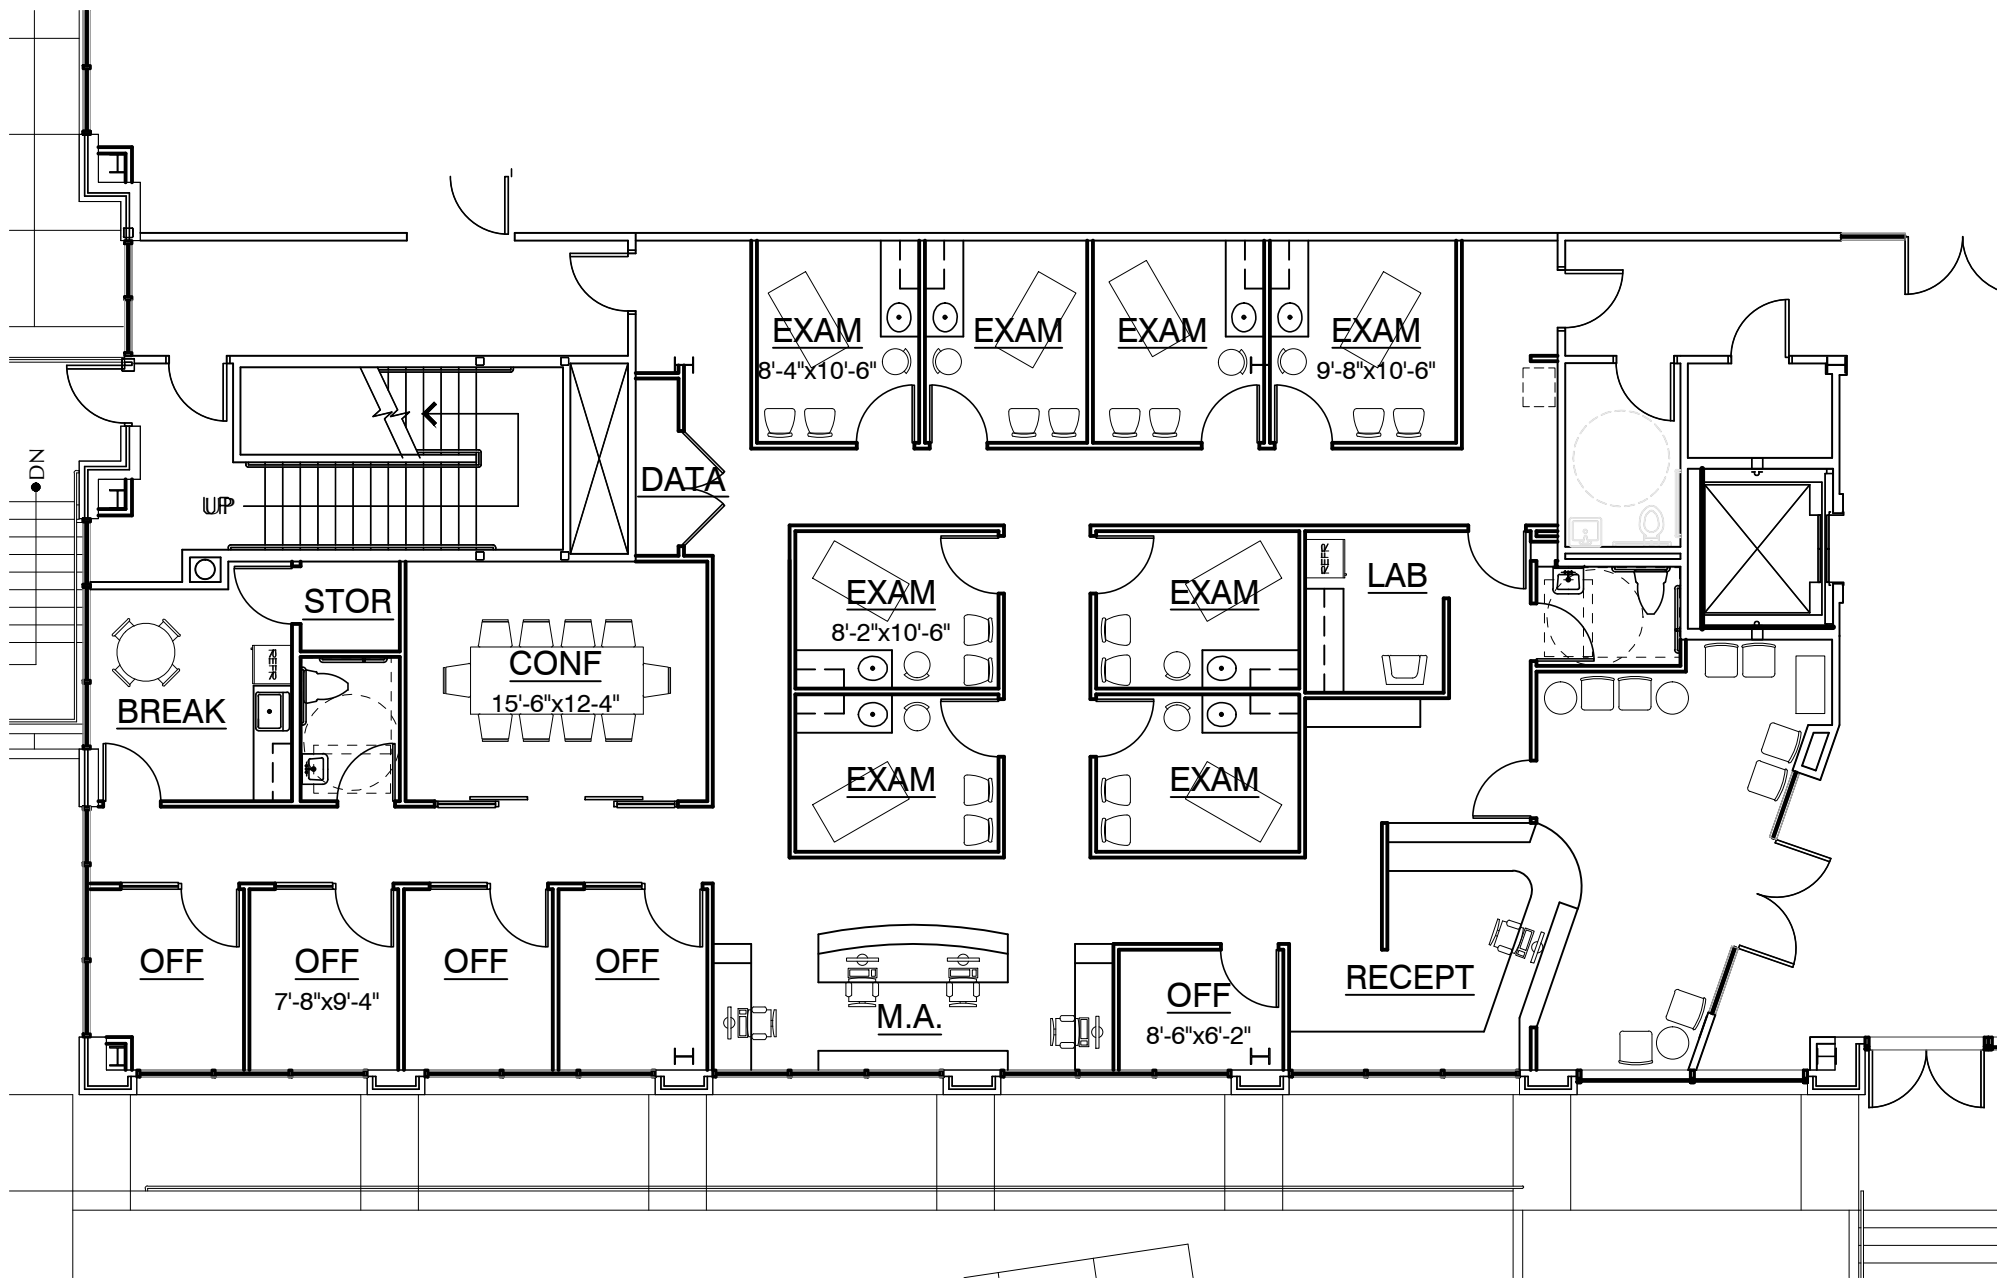 EXAM
8'-4"x10'-6"
EXAM
EXAM
EXAM
9'-8"x10'-6"
DN
UP
DATA
EXAM
8'-2"x10'-6"
EXAM
REFR
LAB
STOR
REFR
BREAK
CONF
15'-6"x12'-4"
EXAM
EXAM
OFF
OFF
7'-8"x9'-4"
OFF
OFF
M.A.
OFF
8'-6"x6'-2"
RECEPT